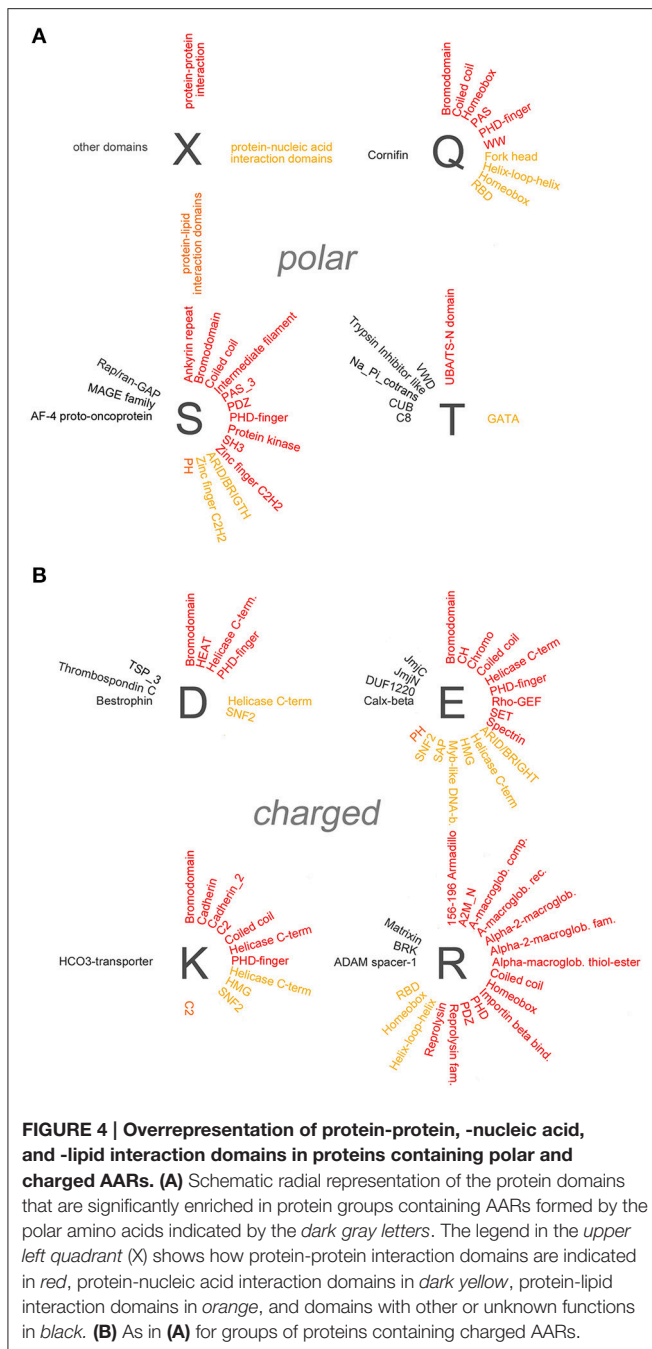 A
protein-protein
interaction
other domains
X
protein-nucleic acid
interaction domains
protein-lipid
interaction domains
Bromodomain
Coiled coil
Homeobox
PAS
PHD-finger
WW
Cornifin
Q
Fork head
Helix-loop-helix
Homeobox
RBD
polar
Ankyrin repeat
Bromodomain
Coiled coil
Intermediate filament
PAS_3
PDZ
PHD-finger
Protein kinase
SH3
Zinc finger C2H2
Rap/ran-GAP
MAGE family
AF-4 proto-oncoprotein
S
ARID/BRIGTH
Zinc finger C2H2
PH
UBA/TS-N domain
VWD
Trypsin Inhibitor like
Na_Pi_cotrans
CUB
C8
T
GATA
B
Bromodomain
HEAT
Helicase C-term.
PHD-finger
TSP_3
Thrombospondin C
Bestrophin
D
Helicase C-term
SNF2
Bromodomain
CH
Chromo
Coiled coil
Helicase C-term
PHD-finger
Rho-GEF
SET
Spectrin
JmjC
JmjN
DUF1220
Calx-beta
E
ARID/BRIGHT
Helicase C-term
HMG
Myb-like DNA-b.
SAP
SNF2
PH
charged
Bromodomain
Cadherin
Cadherin_2
C2
Coiled coil
Helicase C-term
PHD-finger
HCO3-transporter
K
Helicase C-term
HMG
SNF2
C2
156-196 Armadillo
A2M_N
A-macroglob. comp.
A-macroglob. rec.
Alpha-2-macroglob.
Alpha-2-macroglob. fam.
Alpha-macroglob. thiol-ester
Coiled coil
Homeobox
Importin beta bind.
PHD
PDZ
Reprolysin fam.
Reprolysin
Matrixin
BRK
ADAM spacer-1
R
RBD
Homeobox
Helix-loop-helix
FIGURE 4 | Overrepresentation of protein-protein, -nucleic acid,
and -lipid interaction domains in proteins containing polar and
charged AARs. (A) Schematic radial representation of the protein domains
that are significantly enriched in protein groups containing AARs formed by the
polar amino acids indicated by the dark gray letters. The legend in the upper
left quadrant (X) shows how protein-protein interaction domains are indicated
in red, protein-nucleic acid interaction domains in dark yellow, protein-lipid
interaction domains in orange, and domains with other or unknown functions
in black. (B) As in (A) for groups of proteins containing charged AARs.